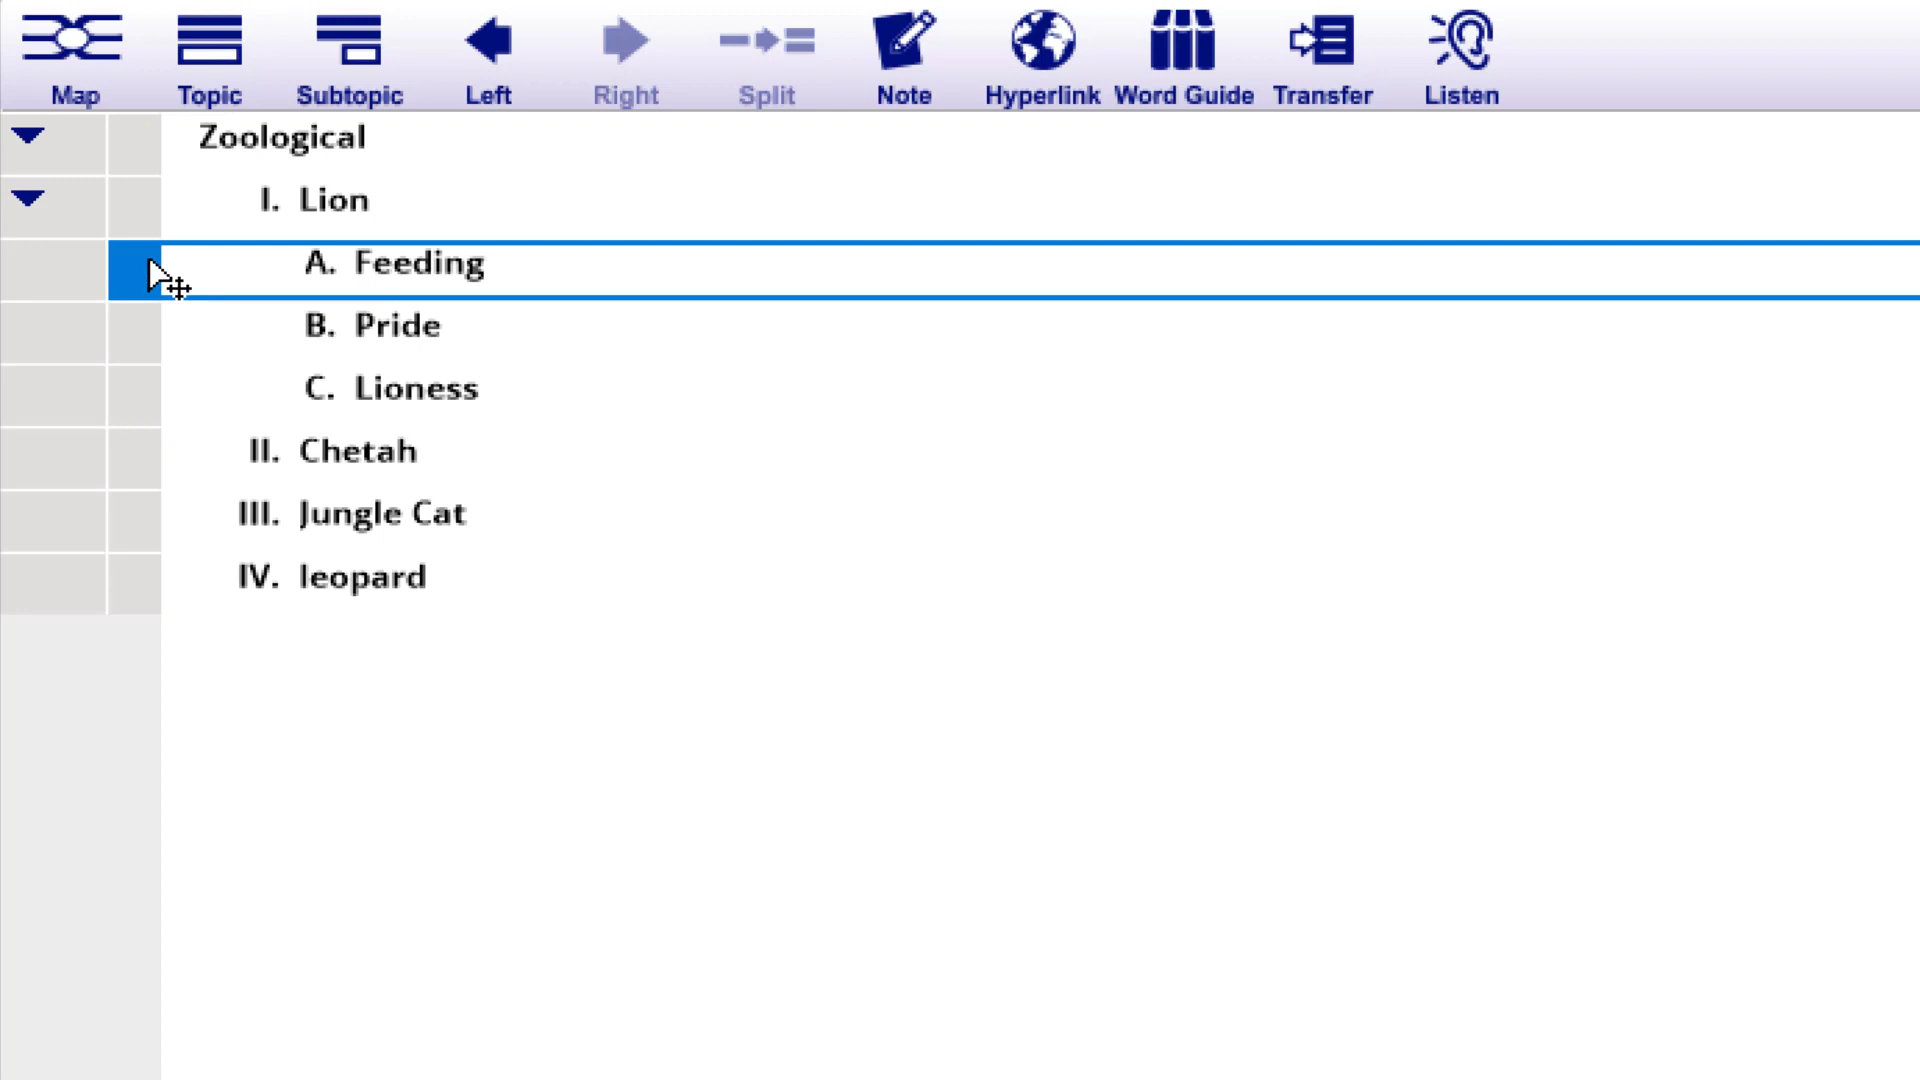 Map Topic Subtopic Left Right Split Note Hyperlink Word Guide Transfer Listen
Zoological
I. Lion
A. Feeding
B. Pride
C. Lioness
II. Chetah
III. Jungle Cat
IV. leopard